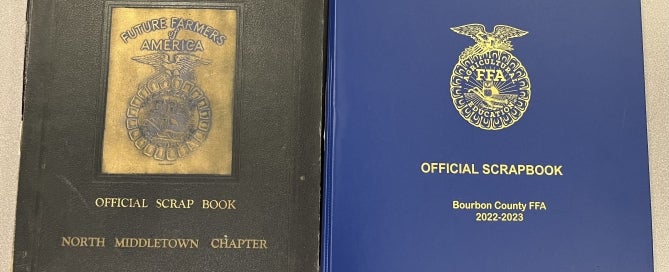 FUTURE FARMERS
of
AMERICA
FFA
OFFICIAL SCRAP BOOK
NORTH MIDDLETOWN CHAPTER
AGRICULTURAL
FFA
EDUCATION
OFFICIAL SCRAPBOOK
Bourbon County FFA
2022-2023